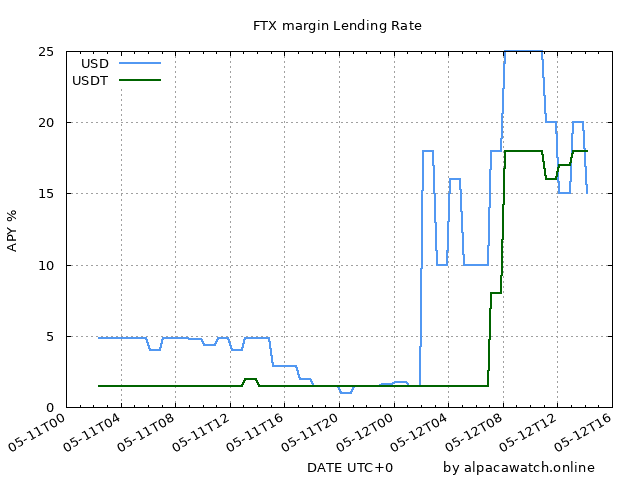 FTX margin Lending Rate
25
USD
USDT
20
15
APY %
10
5
0
05-11T00
05-11T04
05-11T08
05-11T12
05-11T16
05-11T20
05-12T00
05-12T04
05-12T08
05-12T12
05-12T16
DATE UTC+0
by alpacawatch.online